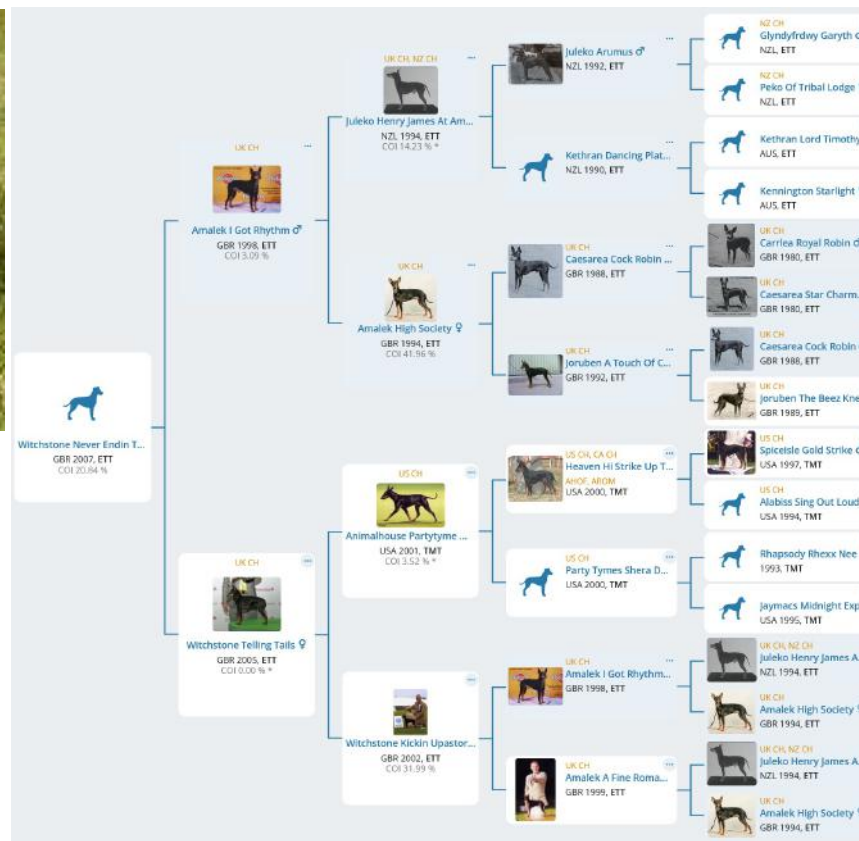 Witchstone Never Endin T...
GBR 2007, ETT
COI 20.84 %
UK CH
Amalek I Got Rhythm ♂
GBR 1998, ETT
COI 3.09 %
UK CH
Witchstone Telling Tails ♀
GBR 2005, ETT
COI 0.00 % *
UK CH, NZ CH
Juleko Henry James At Am...
NZL 1994, ETT
COI 14.23 % *
UK CH
Amalek High Society ♀
GBR 1994, ETT
COI 41.96 %
US CH
Animalhouse Partytyme ...
USA 2001, TMT
COI 3.52 % *
Witchstone Kickin Upastor...
GBR 2002, ETT
COI 31.99 %
Juleko Arumus ♂
NZL 1992, ETT
Kethran Dancing Plat...
NZL 1990, ETT
UK CH
Caesarea Cock Robin ...
GBR 1988, ETT
UK CH
Joruben A Touch Of C...
GBR 1992, ETT
US CH, CA CH
Heaven Hi Strike Up T...
AHOF, AROM
USA 2000, TMT
US CH
Party Tymes Shera D...
USA 2000, TMT
UK CH
Amalek I Got Rhythm...
GBR 1998, ETT
UK CH
Amalek A Fine Roma...
GBR 1999, ETT
NZ CH
Glyndyfrdwy Garyth
NZL, ETT
NZ CH
Peko Of Tribal Lodge
NZL, ETT
Kethran Lord Timothy
AUS, ETT
Kennington Starlight
AUS, ETT
UK CH
Carrlea Royal Robin
GBR 1980, ETT
UK CH
Caesarea Star Charm.
GBR 1980, ETT
UK CH
Caesarea Cock Robin
GBR 1988, ETT
UK CH
Joruben The Beez Kne
GBR 1989, ETT
US CH
Spiceisle Gold Strike
USA 1997, TMT
US CH
Alabiss Sing Out Loud
USA 1994, TMT
Rhapsody Rhexx Nee
1993, TMT
Jaymacs Midnight Exp
USA 1995, TMT
UK CH, NZ CH
Juleko Henry James A.
NZL 1994, ETT
UK CH
Amalek High Society
GBR 1994, ETT
UK CH, NZ CH
Juleko Henry James A.
NZL 1994, ETT
UK CH
Amalek High Society
GBR 1994, ETT